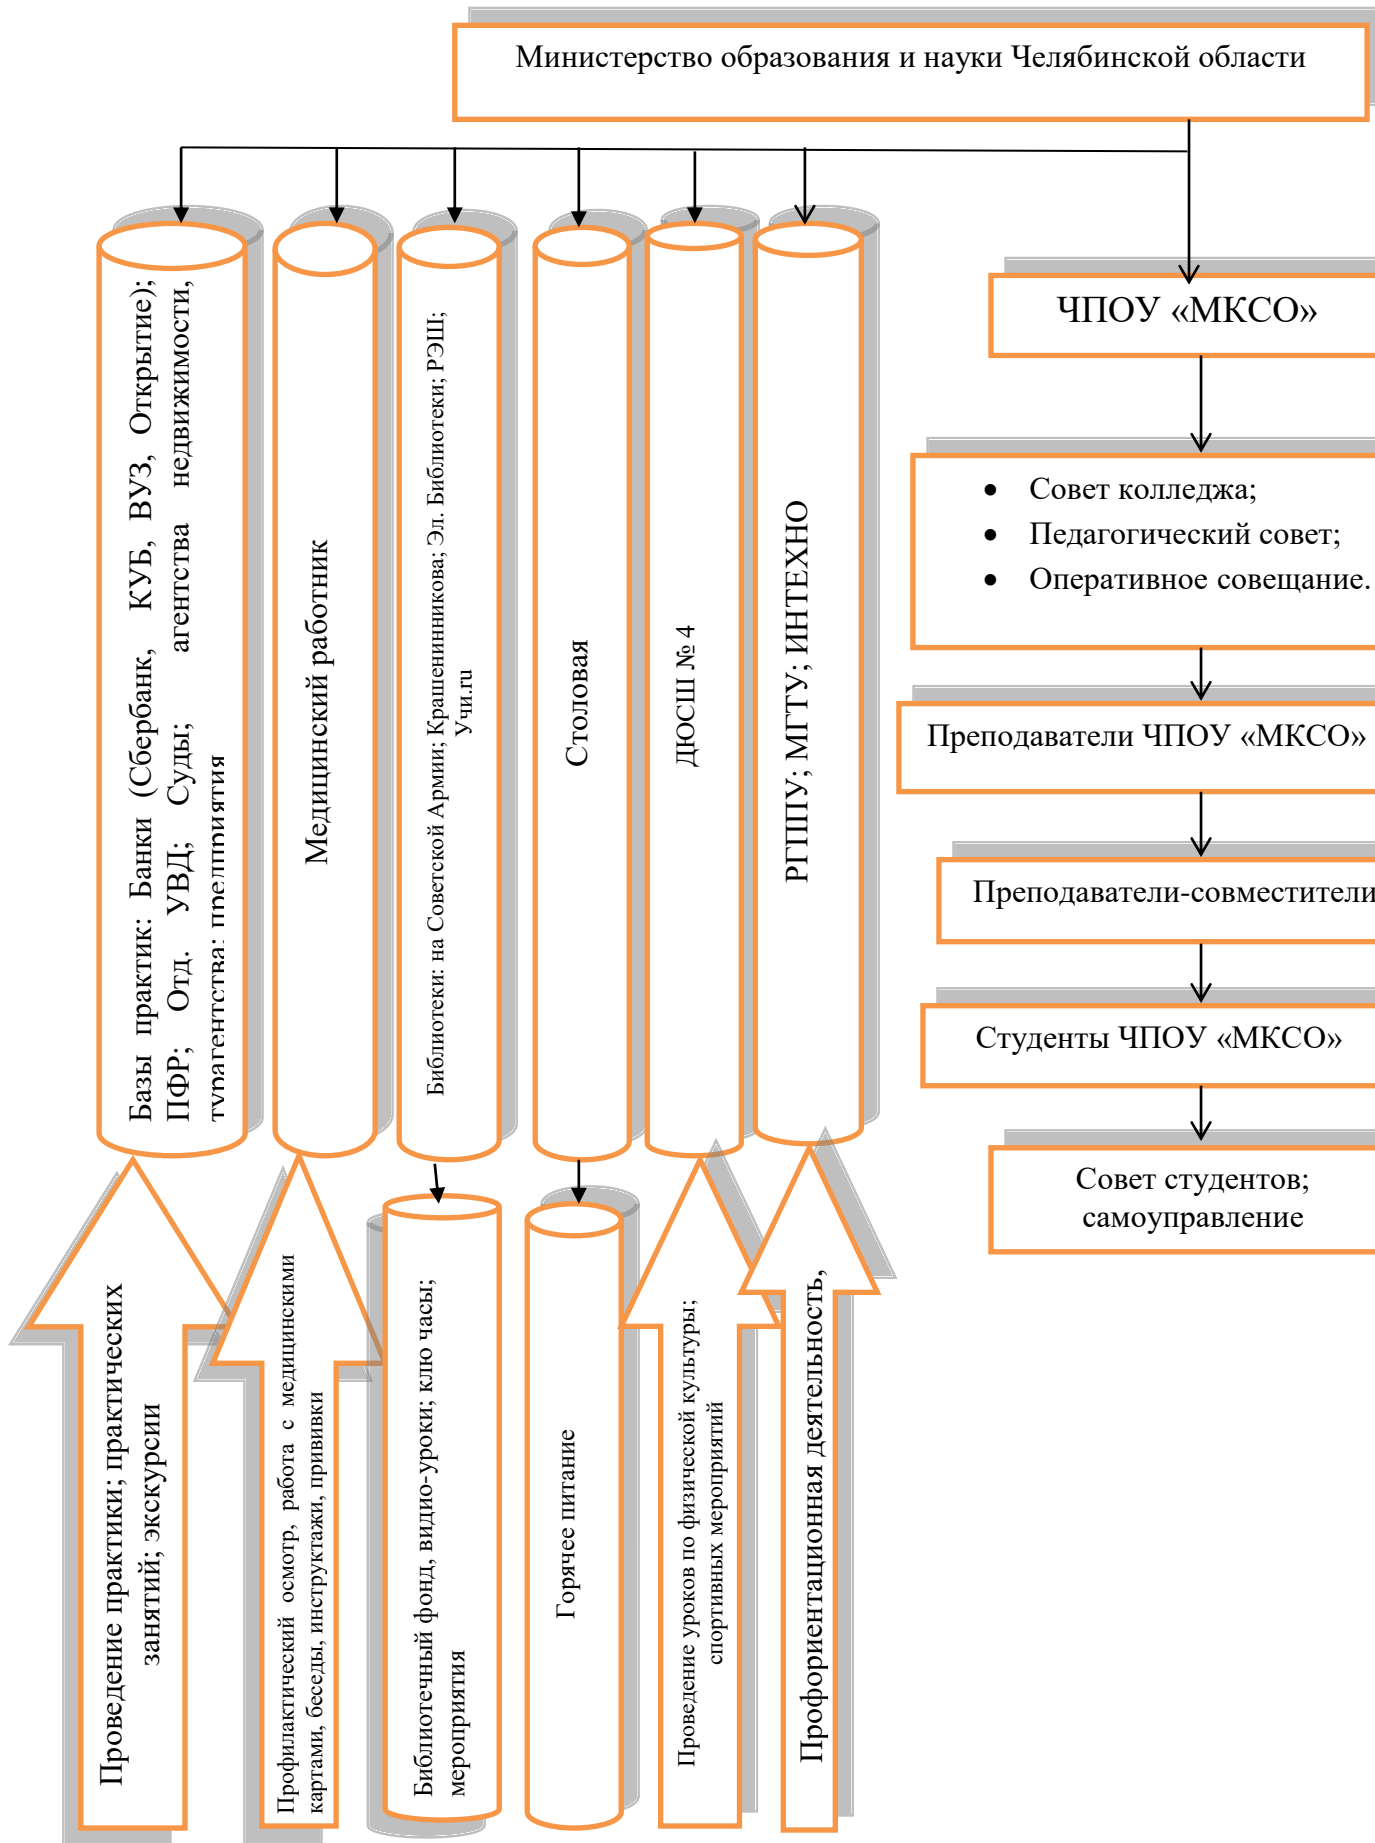 Министерство образования и науки Челябинской области
Базы практик: Банки (Сбербанк, КУБ, ВУЗ, Открытие);
ПФР; Отд. УВД; Суды; агентства недвижимости,
турагентства; предприятия
Медицинский работник
Библиотеки: на Советской Армии; Крашенинникова; Эл. Библиотеки; РЭШ;
Учи.ru
Столовая
ДЮСШ № 4
РГППУ; МГТУ; ИНТЕХНО
ЧПОУ «МКСО»
• Совет колледжа;
• Педагогический совет;
• Оперативное совещание.
Преподаватели ЧПОУ «МКСО»
Преподаватели-совместители
Студенты ЧПОУ «МКСО»
Совет студентов;
самоуправление
Проведение практики; практических
занятий; экскурсии
Профилактический осмотр, работа с медицинскими
картами, беседы, инструктажи, прививки
Библиотечный фонд, видио-уроки; клю часы;
мероприятия
Горячее питание
Проведение уроков по физической культуры;
спортивных мероприятий
Профориентационная деятельность,